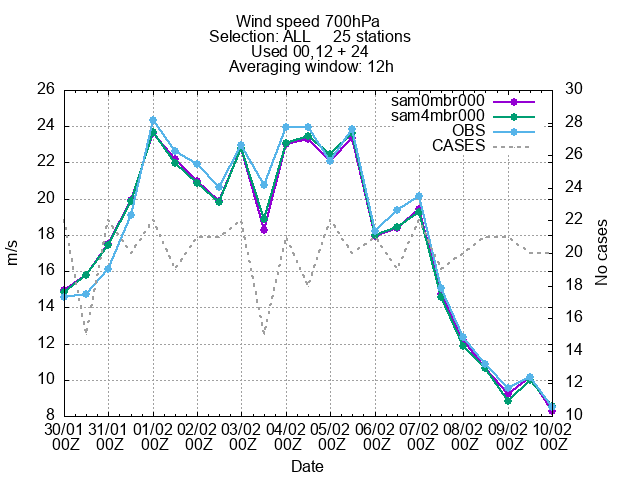 Wind speed 700hPa
Selection: ALL 25 stations
Used 00,12 + 24
Averaging window: 12h
sam0mbr000
sam4mbr000
OBS
CASES
26
24
22
20
18
16
14
12
10
8
m/s
30
28
26
24
22
20
18
16
14
12
10
No cases
30/01 31/01 01/02 02/02 03/02 04/02 05/02 06/02 07/02 08/02 09/02 10/02
00Z 00Z 00Z 00Z 00Z 00Z 00Z 00Z 00Z 00Z 00Z 00Z
Date